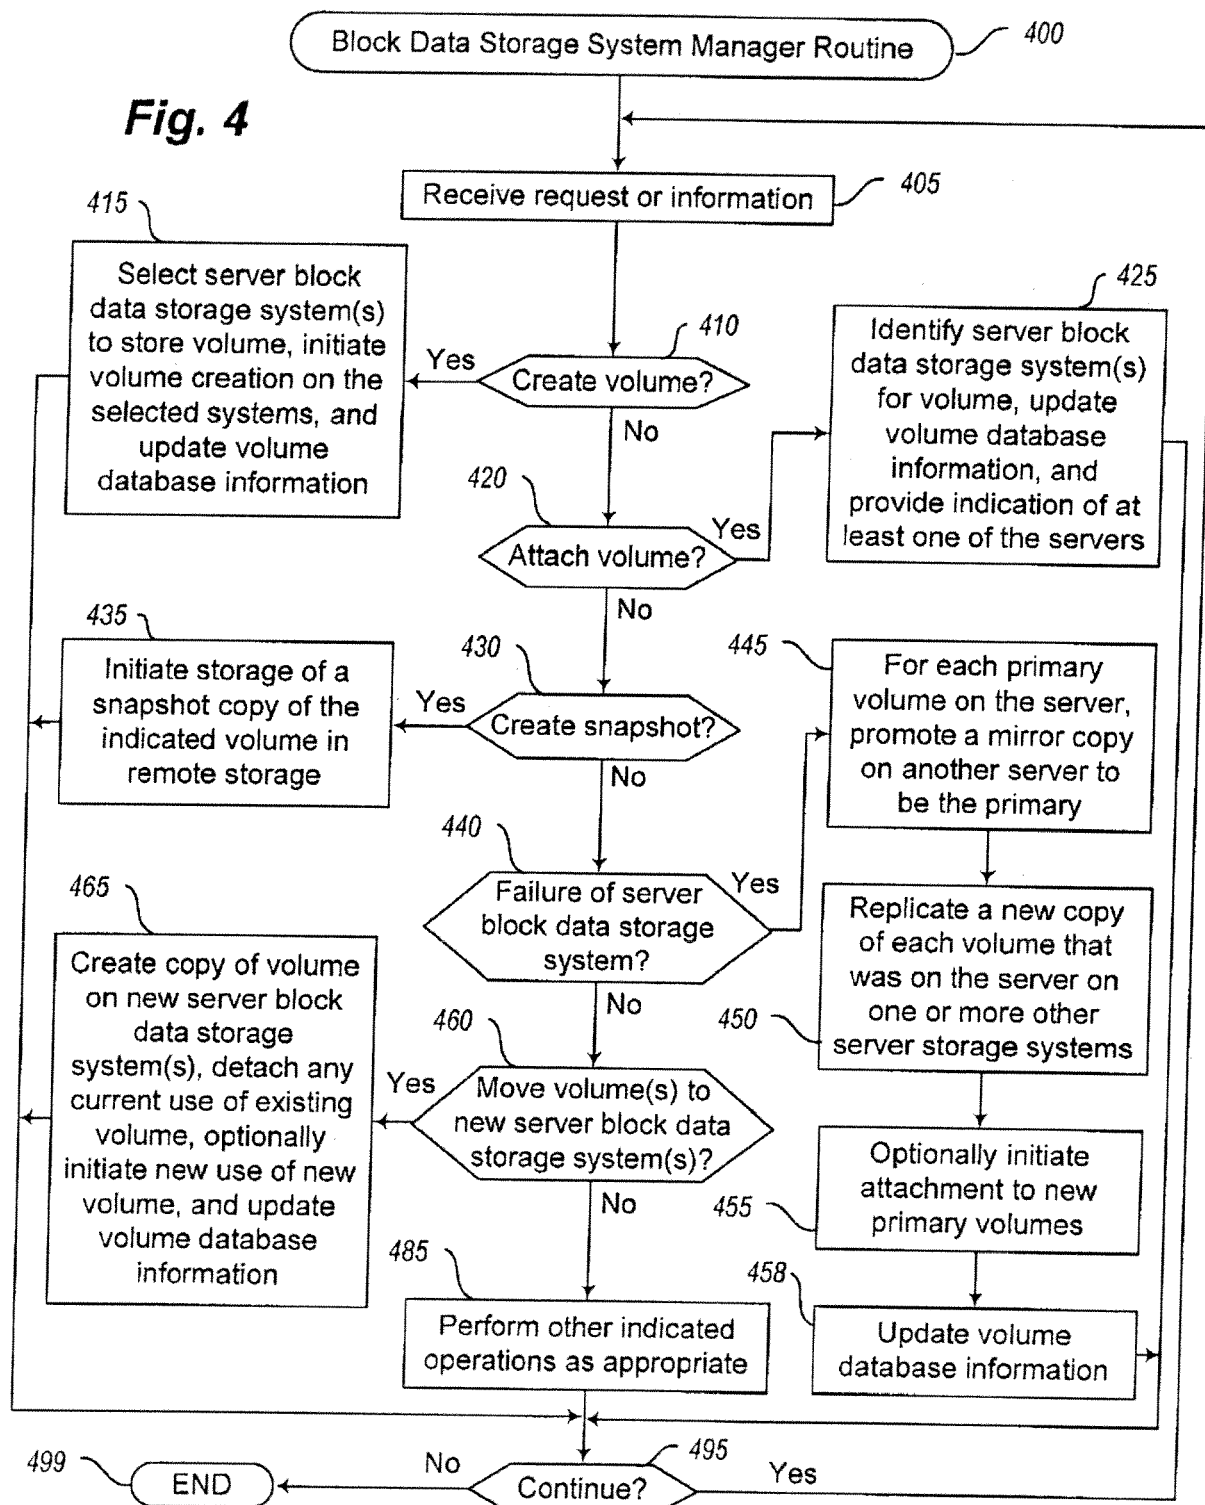 Block Data Storage System Manager Routine
400
Fig. 4
Receive request or information
405
415
Select server block
data storage system(s)
to store volume, initiate
volume creation on the
selected systems, and
update volume
database information
Yes
410
Create volume?
No
425
Identify server block
data storage system(s)
for volume, update
volume database
information, and
provide indication of at
least one of the servers
420
Yes
Attach volume?
No
435
Initiate storage of a
snapshot copy of the
indicated volume in
remote storage
Yes
430
Create snapshot?
No
445
For each primary
volume on the server,
promote a mirror copy
on another server to
be the primary
440
Yes
Failure of server
block data storage
system?
No
450
Replicate a new copy
of each volume that
was on the server on
one or more other
server storage systems
465
Create copy of volume
on new server block
data storage
system(s), detach any
current use of existing
volume, optionally
initiate new use of new
volume, and update
volume database
information
Yes
460
Move volume(s) to
new server block data
storage system(s)?
No
455
Optionally initiate
attachment to new
primary volumes
485
Perform other indicated
operations as appropriate
458
Update volume
database information
499
END
No
495
Continue?
Yes